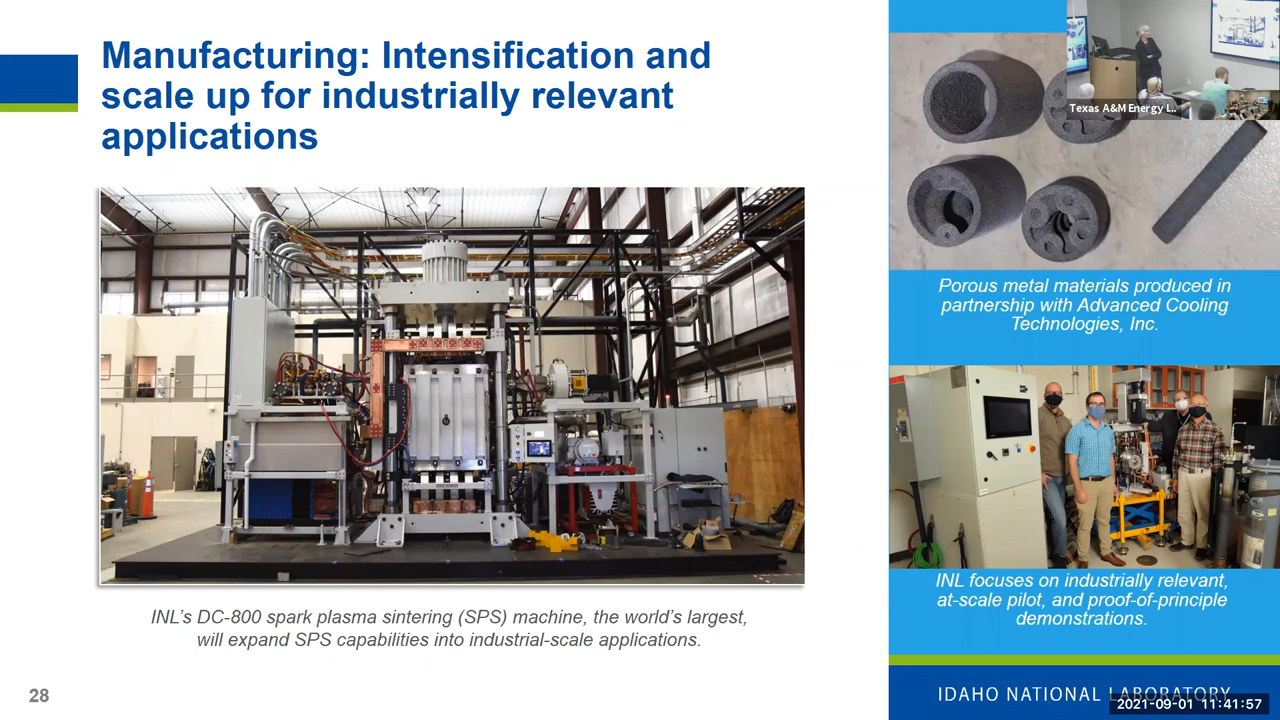 Manufacturing: Intensification and
scale up for industrially relevant
applications
INL’s DC-800 spark plasma sintering (SPS) machine, the world’s largest,
will expand SPS capabilities into industrial-scale applications.
28
Texas A&M Energy I...
Porous metal materials produced in
partnership with Advanced Cooling
Technologies, Inc.
INL focuses on industrially relevant,
at-scale pilot, and proof-of-principle
demonstrations.
IDAHO NATIONAL LABORATORY
2021-09-01 11:41:57